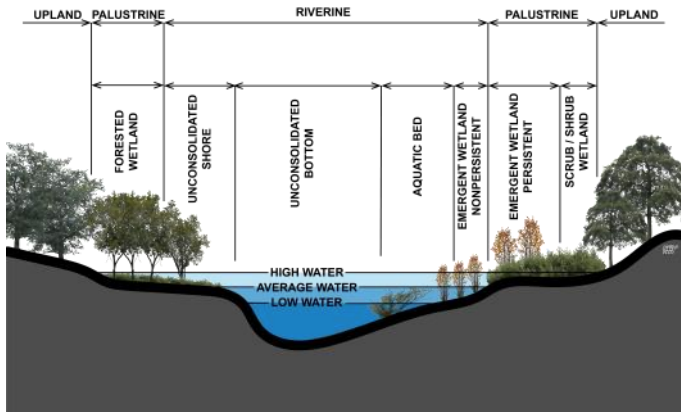 UPLAND
PALUSTRINE
RIVERINE
PALUSTRINE
UPLAND
FORESTED
WETLAND
UNCONSOLIDATED
SHORE
UNCONSOLIDATED
BOTTOM
AQUATIC BED
EMERGENT WETLAND
NONPERSISTENT
EMERGENT WETLAND
PERSISTENT
SCRUB / SHRUB
WETLAND
HIGH WATER
AVERAGE WATER
LOW WATER